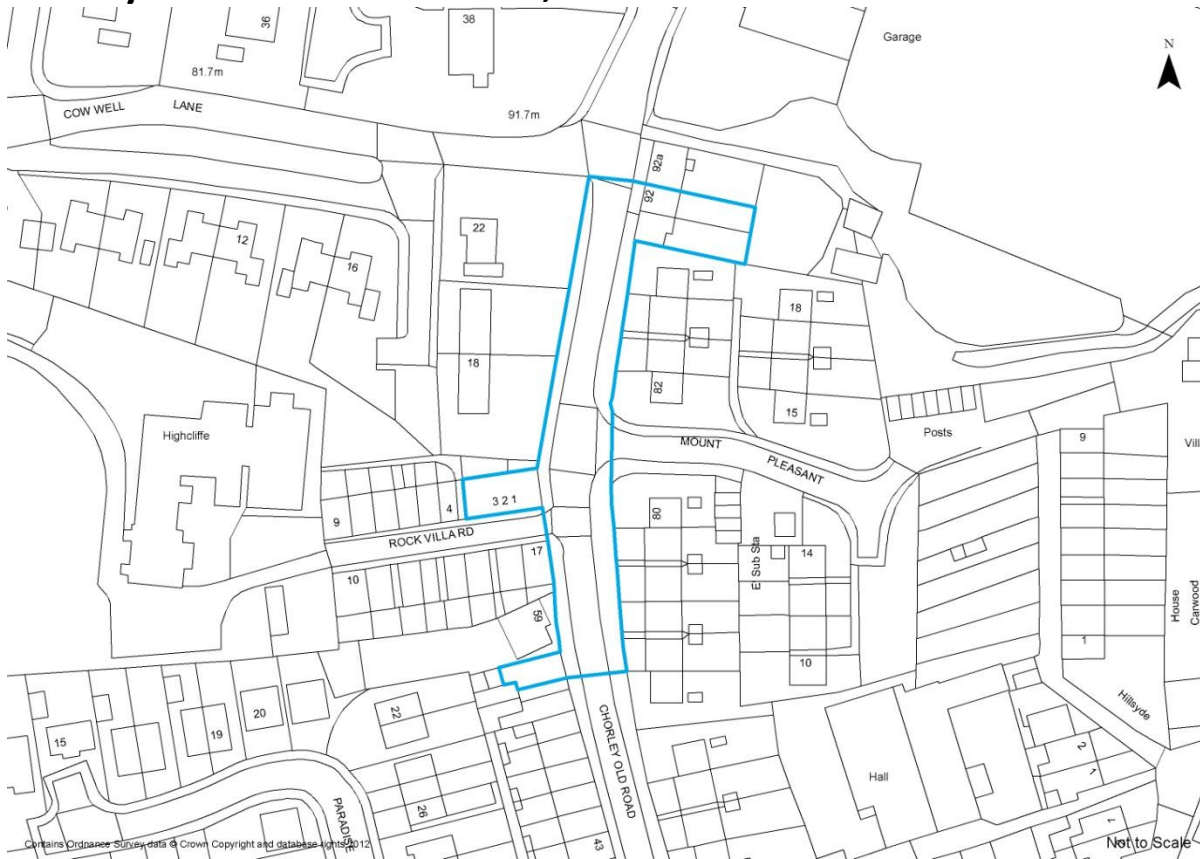 36
38
Garage
N
81.7m
COW WELL LANE
91.7m
92a
92
12
22
16
18
18
82
15
Highcliffe
MOUNT PLEASANT
Posts
9
Vill
3 2 1
4
9
ROCK VILLA RD
17
80
10
El Sub Sta
14
59
House
Carwood
1
10
22
20
19
15
Hillsyde
CHORLEY OLD ROAD
Hall
2
1
26
PARADISE
43
1
Contains Ordnance Survey data © Crown Copyright and database rights 2012
Not to Scale